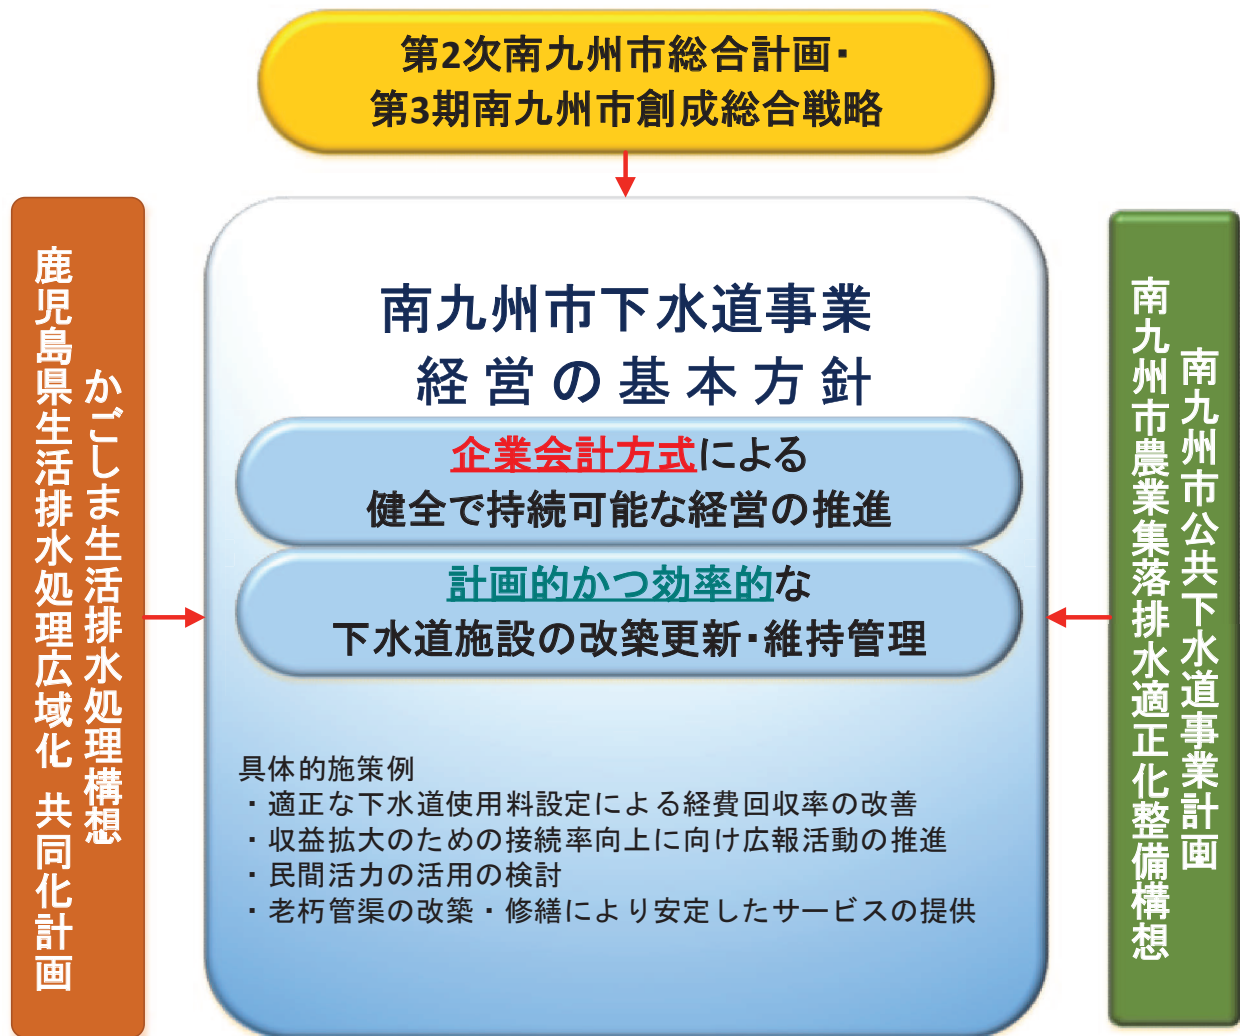 第2次南九州市総合計画・
第3期南九州市創成総合戦略
かごしま生活排水処理構想
鹿児島県生活排水処理広域化 共同化計画
南九州市下水道事業
経営の基本方針
企業会計方式による
健全で持続可能な経営の推進
計画的かつ効率的な
下水道施設の改築更新・維持管理
具体的施策例
・適正な下水道使用料設定による経費回収率の改善
・収益拡大のための接続率向上に向け広報活動の推進
・民間活力の活用の検討
・老朽管渠の改築・修繕により安定したサービスの提供
南九州市公共下水道事業計画
南九州市農業集落排水適正化整備構想